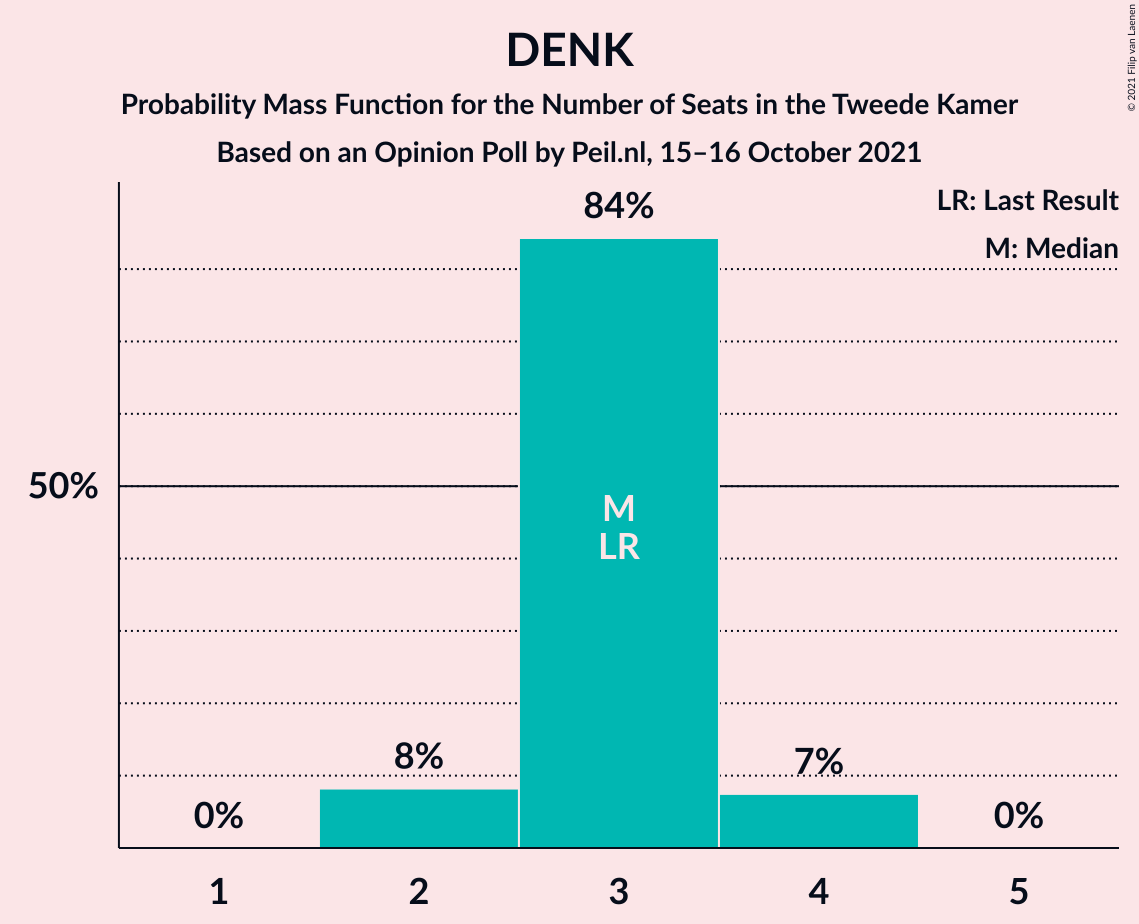 DENK
Probability Mass Function for the Number of Seats in the Tweede Kamer
Based on an Opinion Poll by Peil.nl, 15–16 October 2021
© 2021 Filip van Laenen
LR: Last Result
M: Median
84%
50%
M
LR
8%
7%
0%
0%
1 2 3 4 5